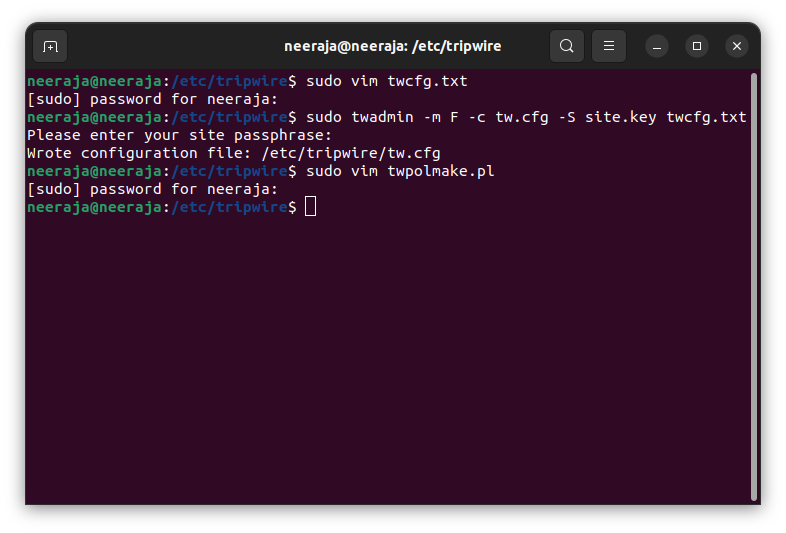 neeraja@neeraja: /etc/tripwire
neeraja@neeraja:/etc/tripwire$ sudo vim twcfg.txt
[sudo] password for neeraja:
neeraja@neeraja:/etc/tripwire$ sudo twadmin -m F -c tw.cfg -S site.key twcfg.txt
Please enter your site passphrase:
Wrote configuration file: /etc/tripwire/tw.cfg
neeraja@neeraja:/etc/tripwire$ sudo vim twpolmake.pl
[sudo] password for neeraja:
neeraja@neeraja:/etc/tripwire$